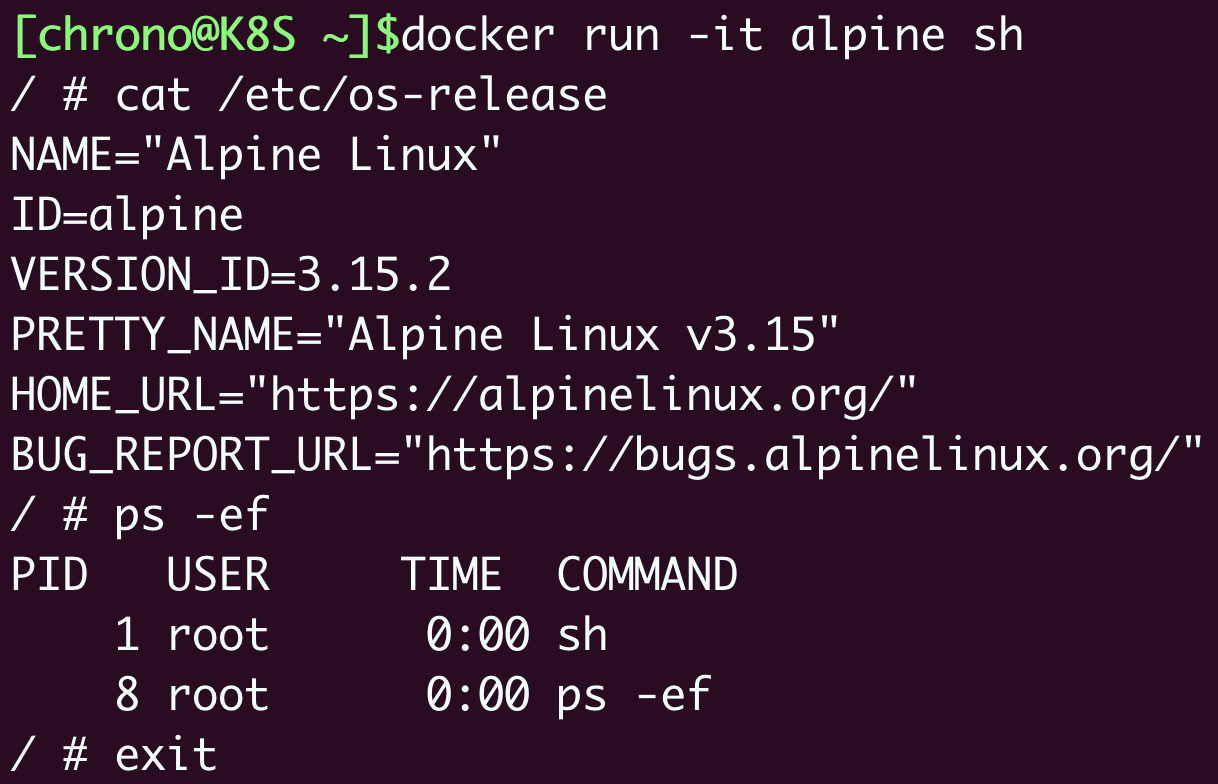 [chrono@K8S ~]$docker run -it alpine sh
/ # cat /etc/os-release
NAME="Alpine Linux"
ID=alpine
VERSION_ID=3.15.2
PRETTY_NAME="Alpine Linux v3.15"
HOME_URL="https://alpinelinux.org/"
BUG_REPORT_URL="https://bugs.alpinelinux.org/"
/ # ps -ef
PID   USER     TIME  COMMAND
    1 root      0:00 sh
    8 root      0:00 ps -ef
/ # exit